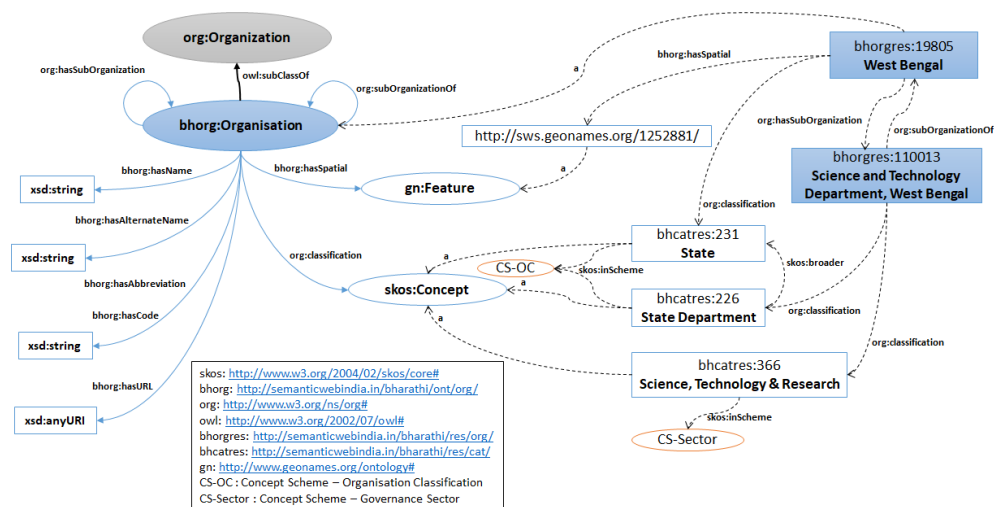 org:Organization
owl:subClassOf
org:hasSubOrganization
org:subOrganizationOf
bhorg:Organisation
bhorg:hasName
xsd:string
bhorg:hasAlternateName
xsd:string
bhorg:hasAbbreviation
bhorg:hasCode
xsd:string
bhorg:hasURL
xsd:anyURI
bhorg:hasSpatial
gn:Feature
org:classification
skos:Concept
a
bhorg:hasSpatial
http://sws.geonames.org/1252881/
a
bhorgres:19805
West Bengal
org:hasSubOrganization
org:subOrganizationOf
bhorgres:110013
Science and Technology
Department, West Bengal
org:classification
bhcatres:231
State
a
CS-OC
skos:inScheme
skos:broader
a
bhcatres:226
State Department
org:classification
a
org:classification
bhcatres:366
Science, Technology & Research
skos:inScheme
CS-Sector
skos: http://www.w3.org/2004/02/skos/core#
bhorg: http://semanticwebindia.in/bharathi/ont/org/
org: http://www.w3.org/ns/org#
owl: http://www.w3.org/2002/07/owl#
bhorgres: http://semanticwebindia.in/bharathi/res/org/
bhcatres: http://semanticwebindia.in/bharathi/res/cat/
gn: http://www.geonames.org/ontology#
CS-OC : Concept Scheme – Organisation Classification
CS-Sector : Concept Scheme – Governance Sector